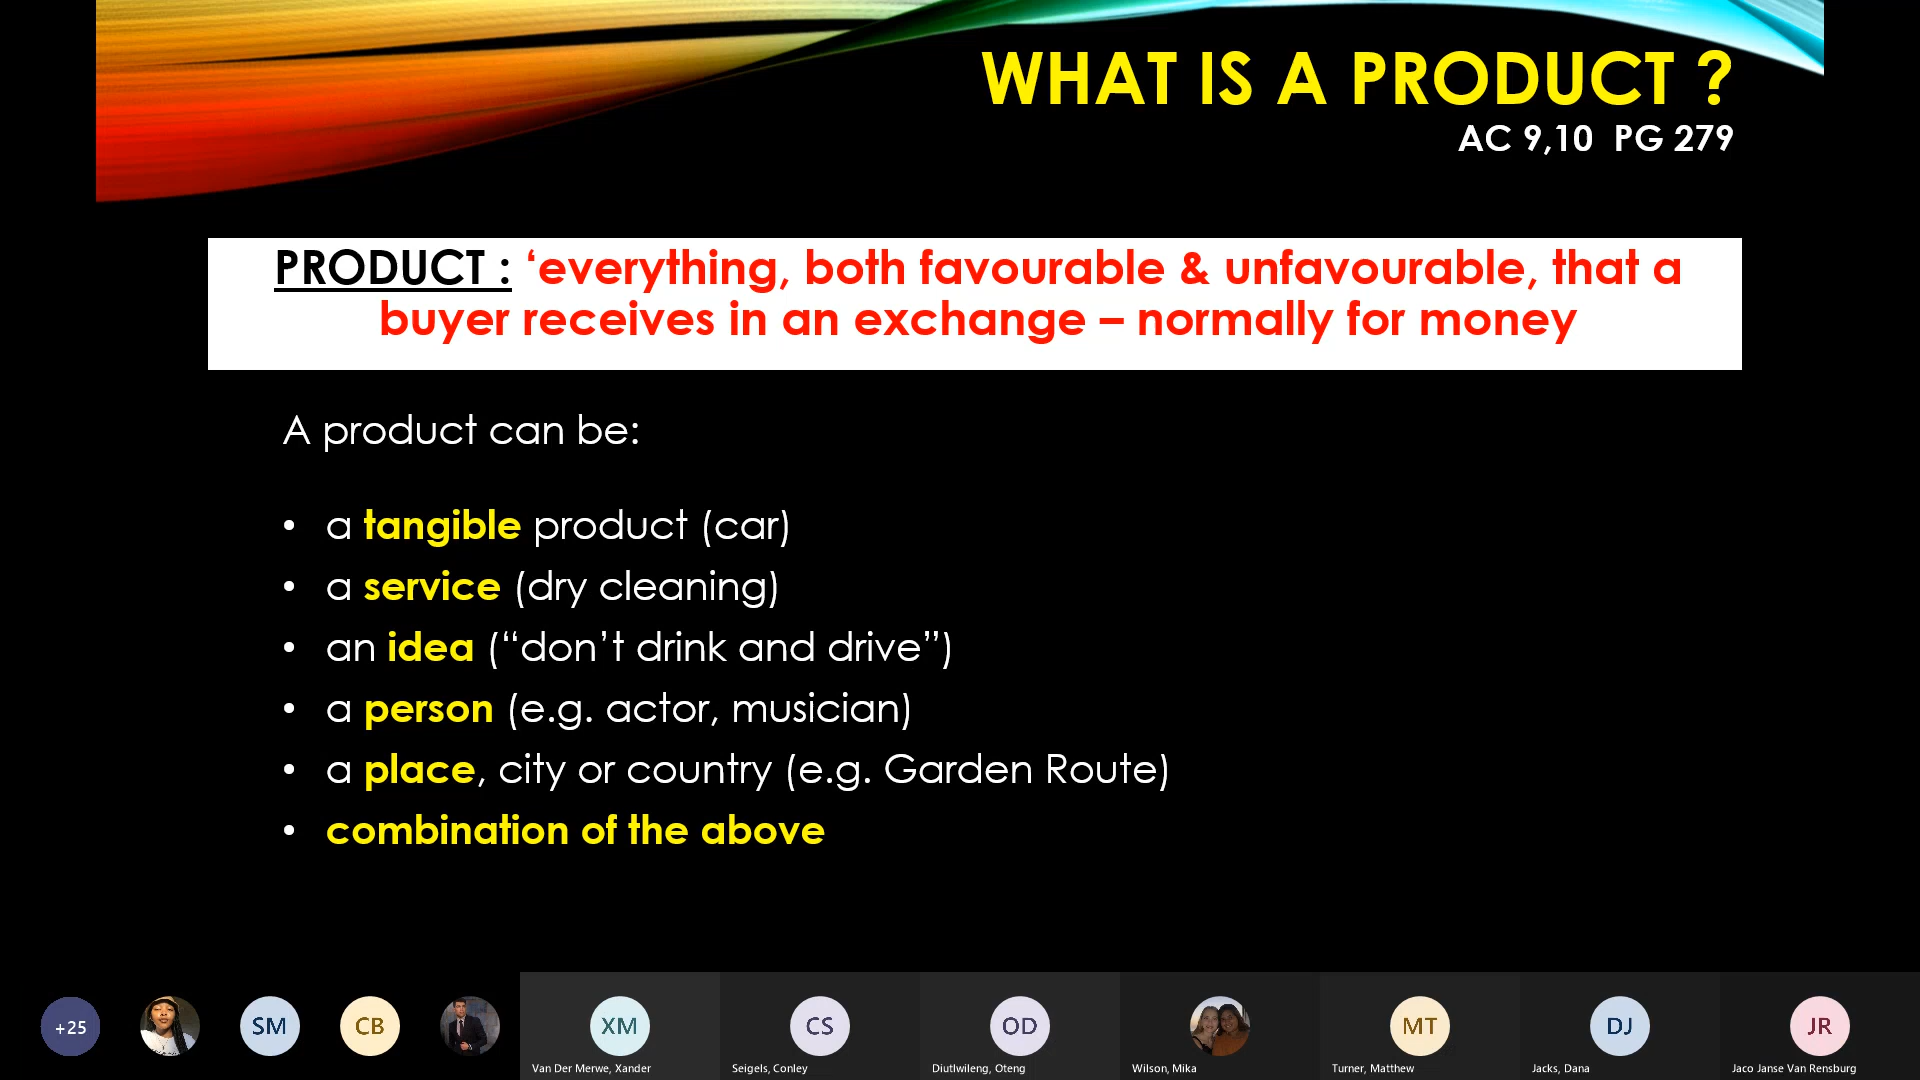 WHAT IS A PRODUCT ?
AC 9,10 PG 279
PRODUCT : ‘everything, both favourable & unfavourable, that a
buyer receives in an exchange – normally for money
A product can be:
• a tangible product (car)
• a service (dry cleaning)
• an idea (“don’t drink and drive”)
• a person (e.g. actor, musician)
• a place, city or country (e.g. Garden Route)
• combination of the above
+25
SM
CB
XM
CS
OD
MT
DJ
JR
Van Der Merwe, Xander
Seigels, Conley
Diutlwileng, Oteng
Wilson, Mika
Turner, Matthew
Jacks, Dana
Jaco Janse Van Rensburg